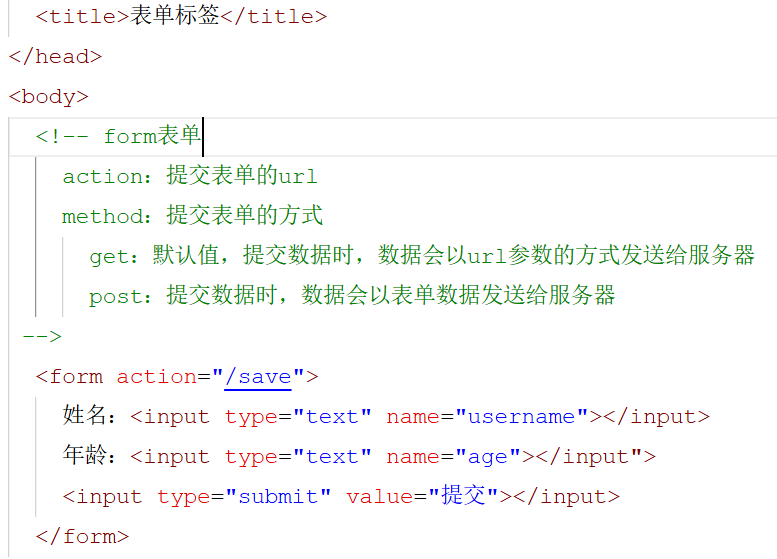 <title>表单标签</title>
</head>
<body>
<!-- form表单
action：提交表单的url
method：提交表单的方式
get：默认值，提交数据时，数据会以url参数的方式发送给服务器
post：提交数据时，数据会以表单数据发送给服务器
-->
<form action="/save">
姓名：<input type="text" name="username"></input>
年龄：<input type="text" name="age"></input">
<input type="submit" value="提交"></input>
</form>